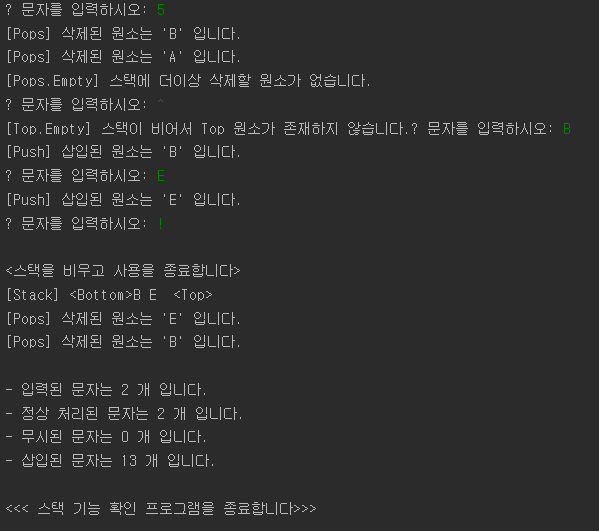 ? 문자를 입력하시오: 5
[Pops] 삭제된 원소는 'B' 입니다.
[Pops] 삭제된 원소는 'A' 입니다.
[Pops.Empty] 스택에 더이상 삭제할 원소가 없습니다.
? 문자를 입력하시오: ^
[Top.Empty] 스택이 비어서 Top 원소가 존재하지 않습니다.? 문자를 입력하시오: B
[Push] 삽입된 원소는 'B' 입니다.
? 문자를 입력하시오: E
[Push] 삽입된 원소는 'E' 입니다.
? 문자를 입력하시오: !
<스택을 비우고 사용을 종료합니다>
[Stack] <Bottom>B E  <Top>
[Pops] 삭제된 원소는 'E' 입니다.
[Pops] 삭제된 원소는 'B' 입니다.
- 입력된 문자는 2 개 입니다.
- 정상 처리된 문자는 2 개 입니다.
- 무시된 문자는 0 개 입니다.
- 삽입된 문자는 13 개 입니다.
<<< 스택 기능 확인 프로그램을 종료합니다>>>